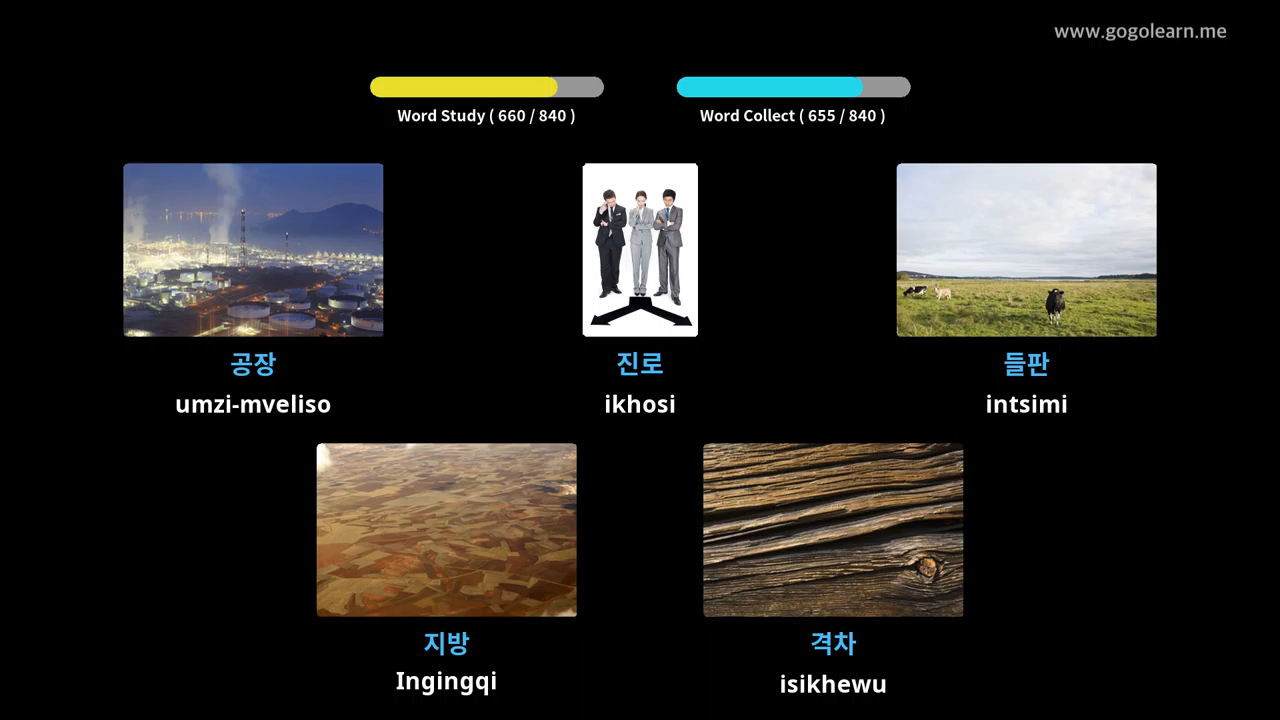 www.gogolearn.me
Word Study ( 660 / 840 )
Word Collect ( 655 / 840 )
공장
진로
들판
umzi-mveliso
ikhosi
intsimi
지방
격차
Ingingqi
isikhewu